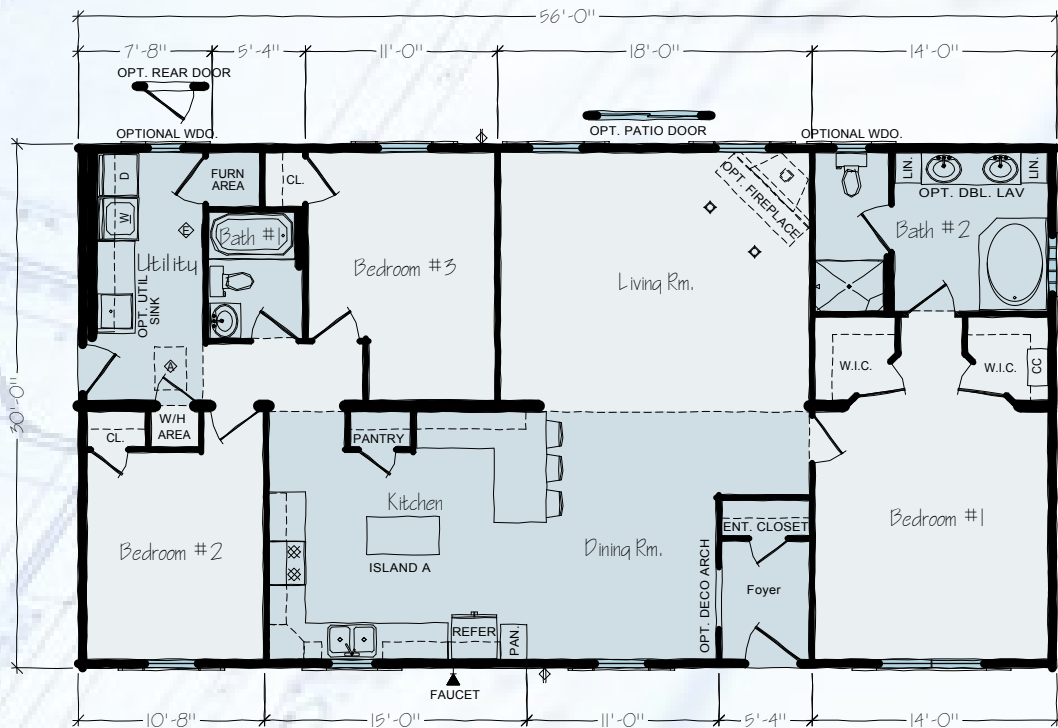 56'-0"
7'-8" 5'-4" 11'-0" 18'-0" 14'-0"
OPT. REAR DOOR
OPTIONAL WDO.
OPT. PATIO DOOR
OPTIONAL WDO.
D
W
FURN
AREA
CL.
OPT. FIREPLACE
LIN.
LIN.
OPT. DBL. LAV
E
Bath #1
Bath #2
Utility
OPT. UTIL
SINK
Bedroom #3
Living Rm.
A
W.I.C.
W.I.C.
CC
30'-0"
CL.
W/H
AREA
PANTRY
Kitchen
Bedroom #2
ISLAND A
Dining Rm.
OPT. DECO ARCH
ENT. CLOSET
Foyer
Bedroom #1
REFER
PAN.
FAUCET
10'-8" 15'-0" 11'-0" 5'-4" 14'-0"